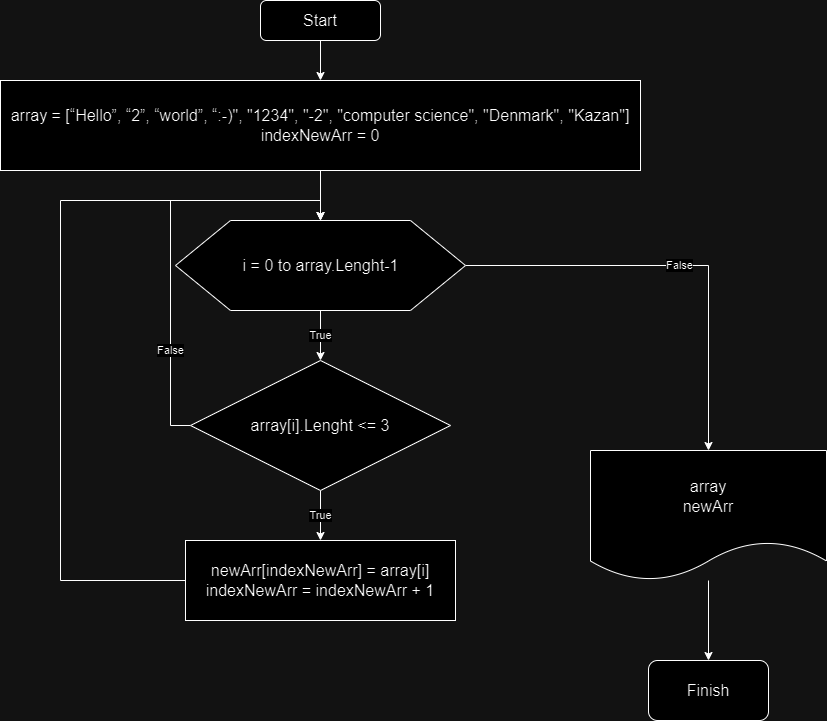 Start
array = [“Hello”, “2”, “world”, “:-)", "1234", "-2", "computer science", "Denmark", "Kazan"]
indexNewArr = 0
i = 0 to array.Lenght-1
False
True
False
array[i].Lenght <= 3
array
newArr
True
newArr[indexNewArr] = array[i]
indexNewArr = indexNewArr + 1
Finish